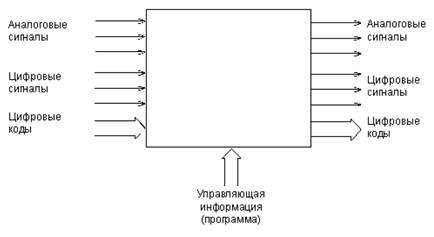 Аналоговые
сигналы
Цифровые
сигналы
Цифровые
коды
Аналоговые
сигналы
Цифровые
сигналы
Цифровые
коды
Управляющая
информация
(программа)